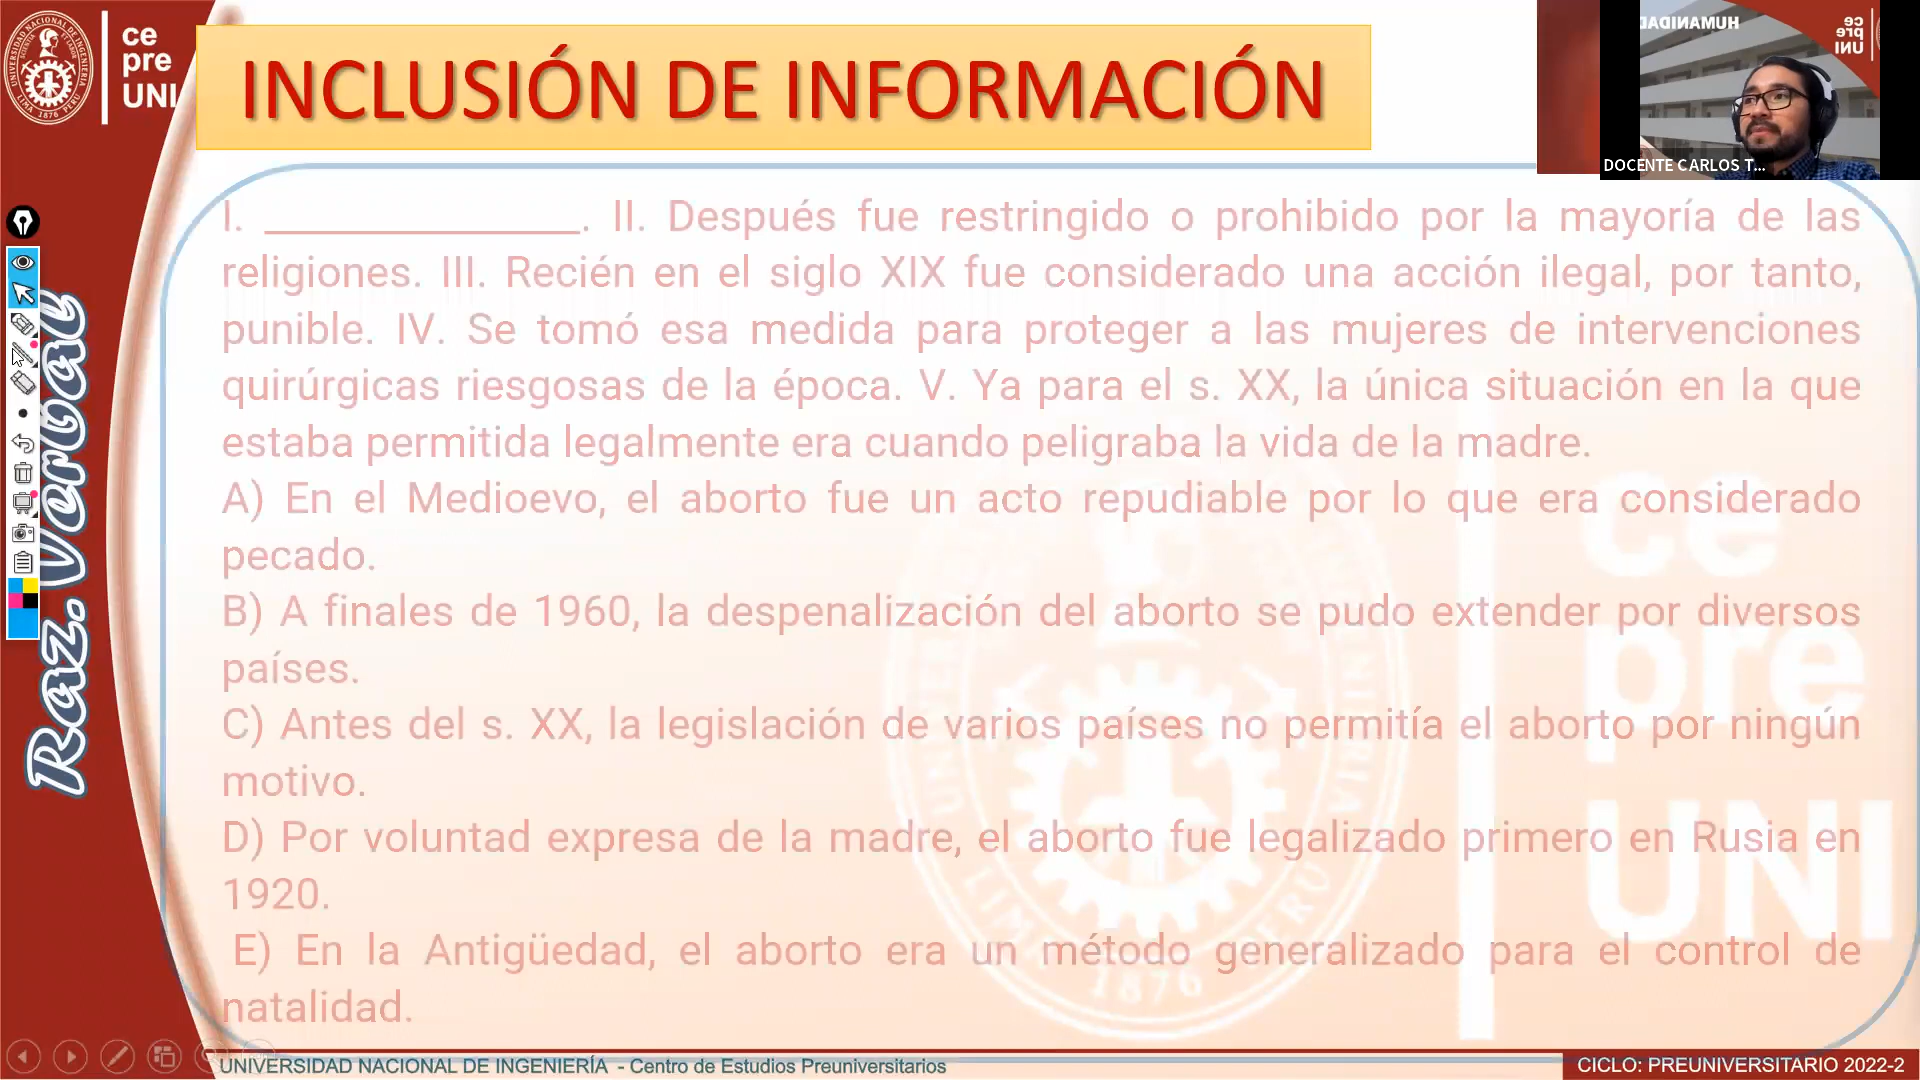 ce
pre
UNI
INCLUSIÓN DE INFORMACIÓN
DOCENTE CARLOS T...
I. ______________. II. Después fue restringido o prohibido por la mayoría de las
religiones. III. Recién en el siglo XIX fue considerado una acción ilegal, por tanto,
punible. IV. Se tomó esa medida para proteger a las mujeres de intervenciones
quirúrgicas riesgosas de la época. V. Ya para el s. XX, la única situación en la que
estaba permitida legalmente era cuando peligraba la vida de la madre.
A) En el Medioevo, el aborto fue un acto repudiable por lo que era considerado
pecado.
B) A finales de 1960, la despenalización del aborto se pudo extender por diversos
países.
C) Antes del s. XX, la legislación de varios países no permitía el aborto por ningún
motivo.
D) Por voluntad expresa de la madre, el aborto fue legalizado primero en Rusia en
1920.
E) En la Antigüedad, el aborto era un método generalizado para el control de
natalidad.
Raz. Verbal
ce
pre
UNI
1876
UNIVERSIDAD NACIONAL DE INGENIERÍA - Centro de Estudios Preuniversitarios
CICLO: PREUNIVERSITARIO 2022-2